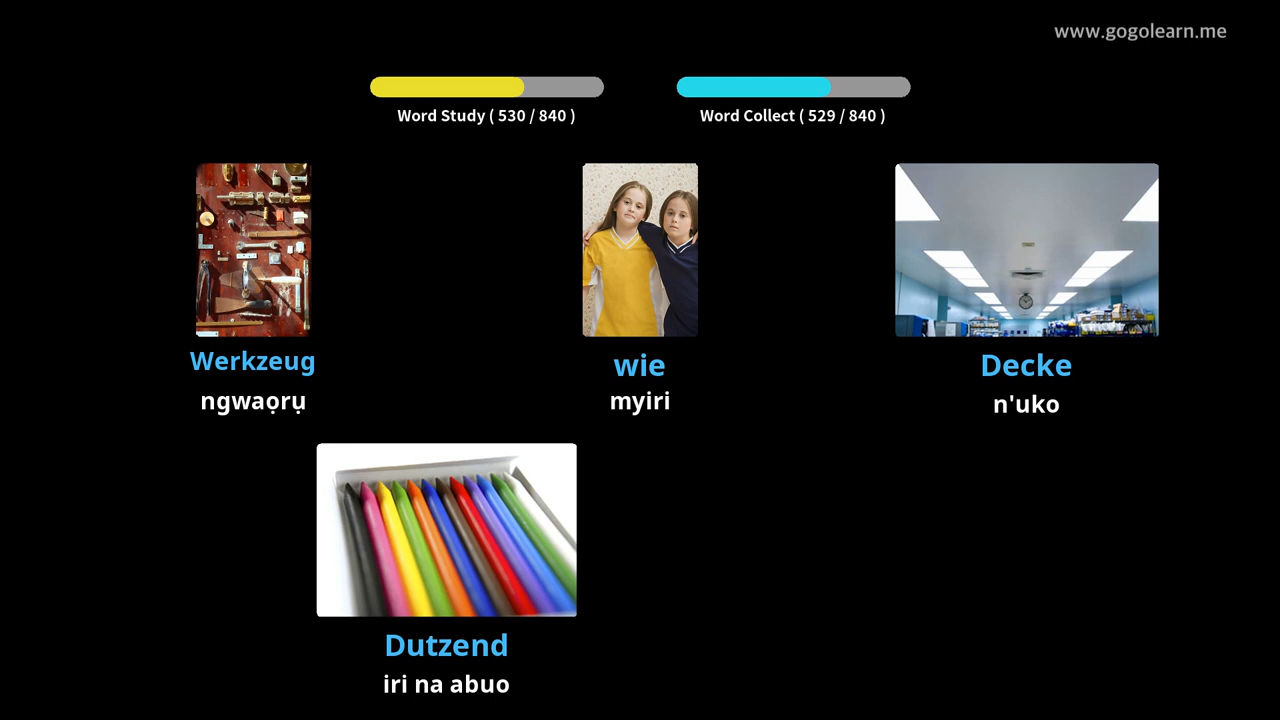 www.gogolearn.me
Word Study ( 530 / 840 )
Word Collect ( 529 / 840 )
Werkzeug
ngwaọrụ
wie
myiri
Decke
n'uko
Dutzend
iri na abuo